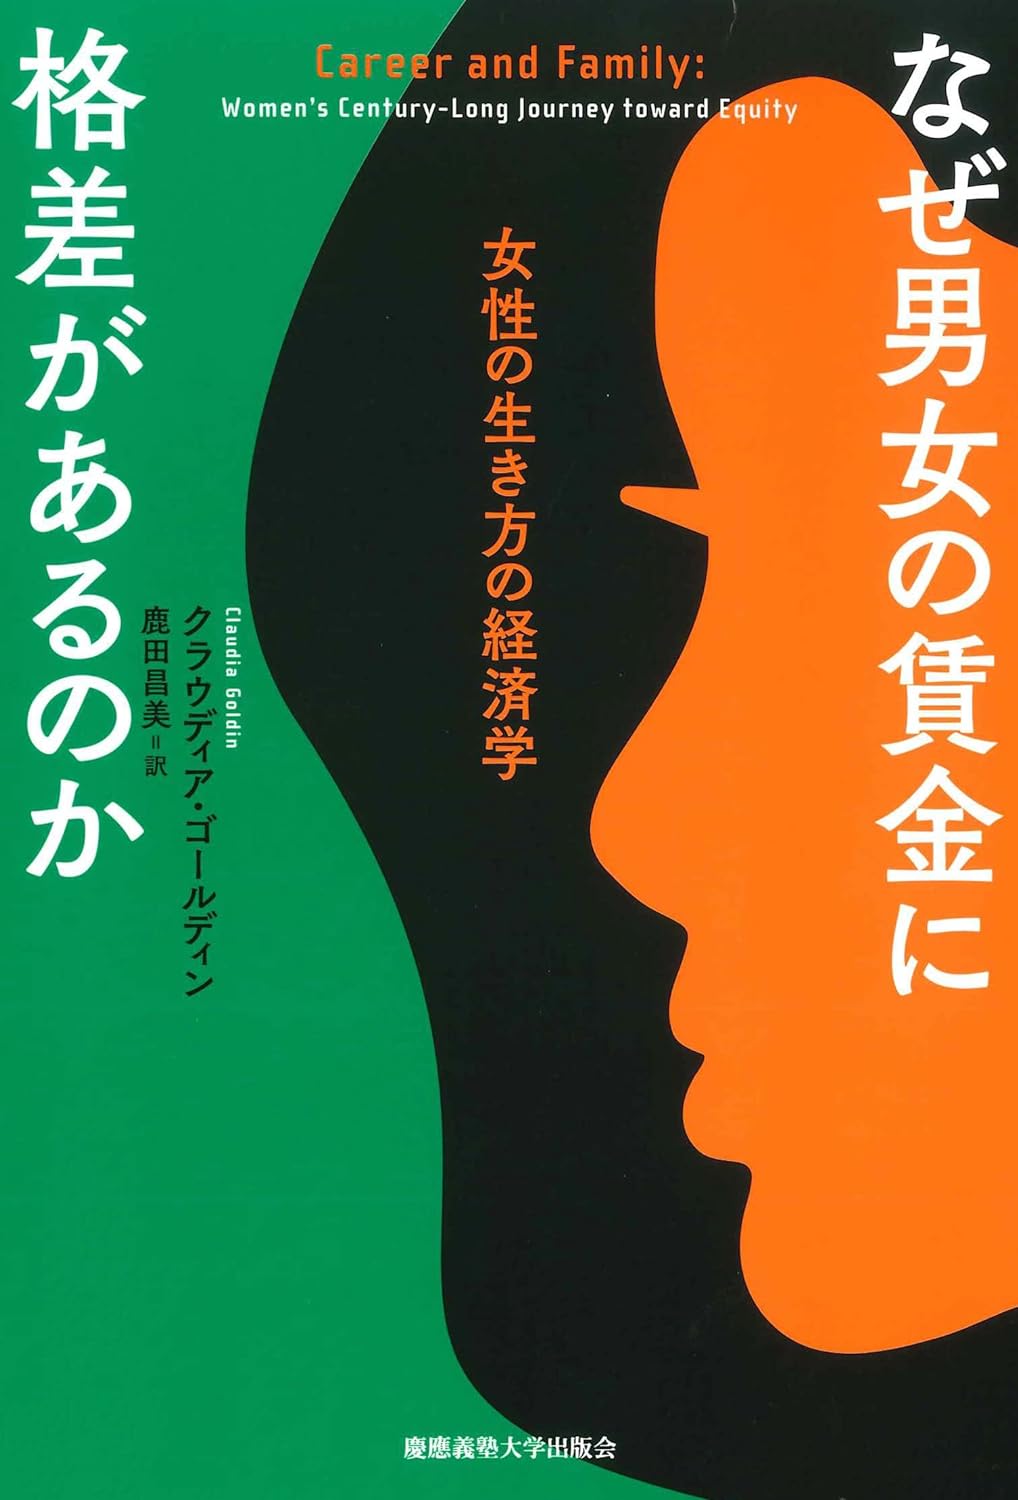 Career and Family:
Women's Century-Long Journey toward Equity
なぜ男女の賃金に
格差があるのか
女性の生き方の経済学
Claudia Goldin
クラウディア・ゴールディン
鹿田昌美=訳
慶應義塾大学出版会